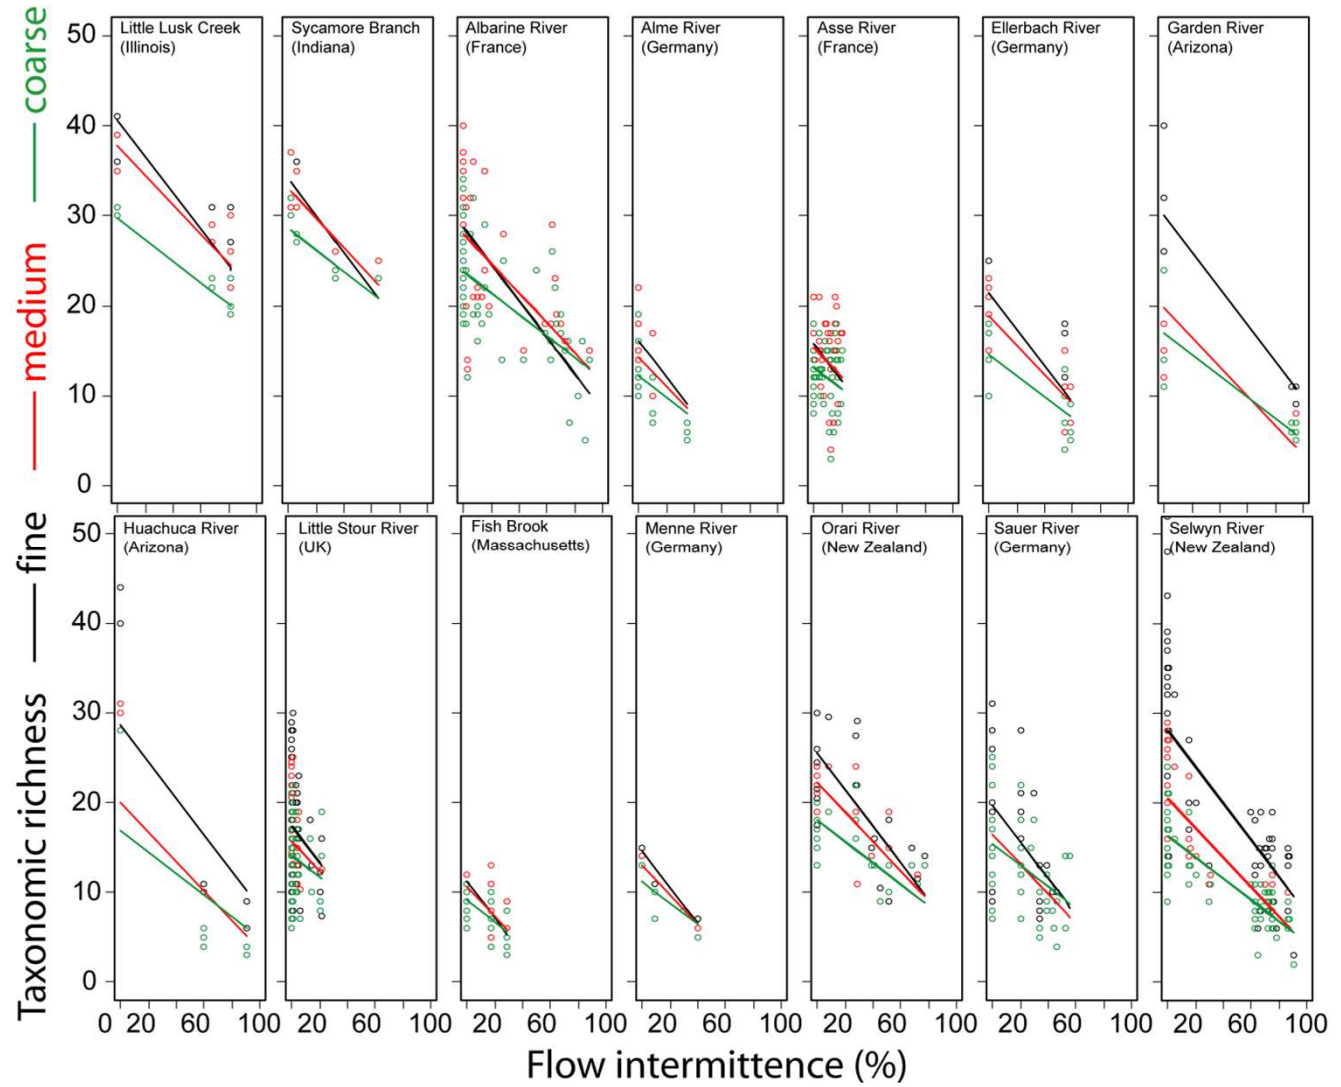 Taxonomic richness — fine — medium — coarse
50
40
30
20
10
0
Little Lusk Creek
(Illinois)
Sycamore Branch
(Indiana)
Albarine River
(France)
Alme River
(Germany)
Asse River
(France)
Ellerbach River
(Germany)
Garden River
(Arizona)
50
40
30
20
10
0
Huachuca River
(Arizona)
Little Stour River
(UK)
Fish Brook
(Massachusetts)
Menne River
(Germany)
Orari River
(New Zealand)
Sauer River
(Germany)
Selwyn River
(New Zealand)
0 20 60 100 20 60 100 20 60 100 20 60 100 20 60 100 20 60 100 20 60 100
Flow intermittence (%)